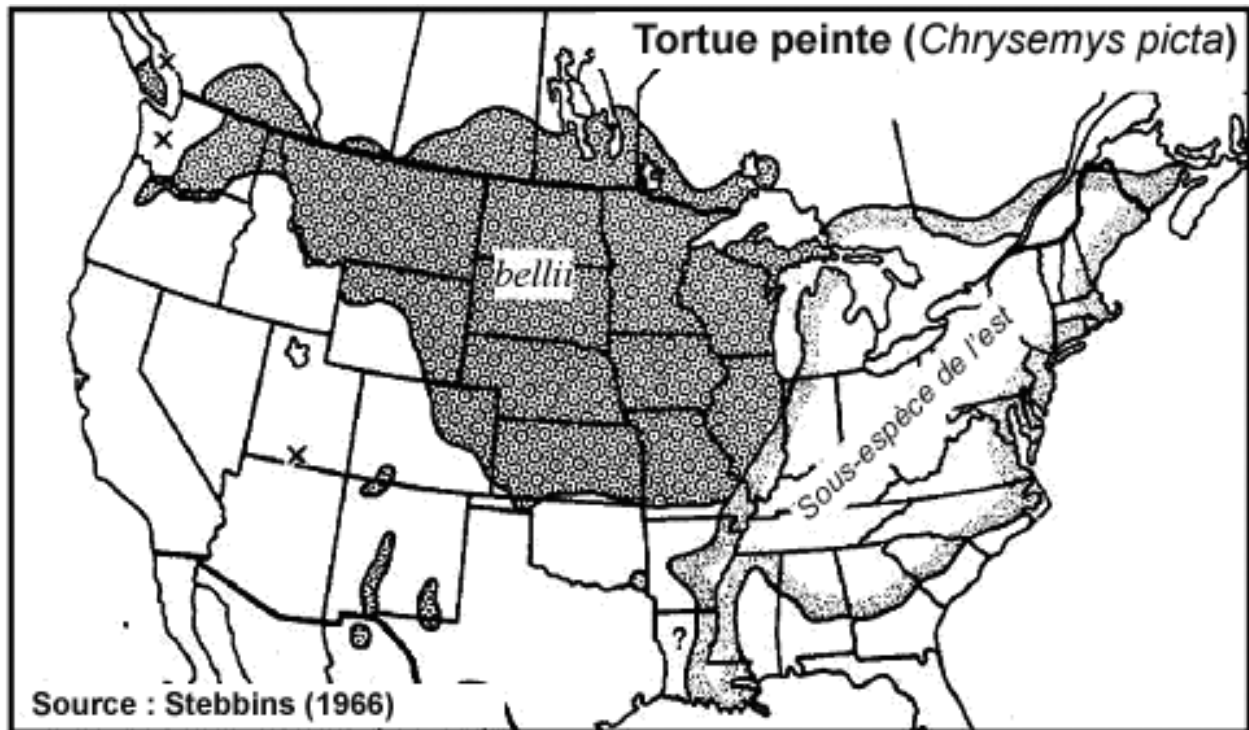 Tortue peinte (Chrysemys picta)
bellii
Sous-espèce de l'est
?
Source : Stebbins (1966)